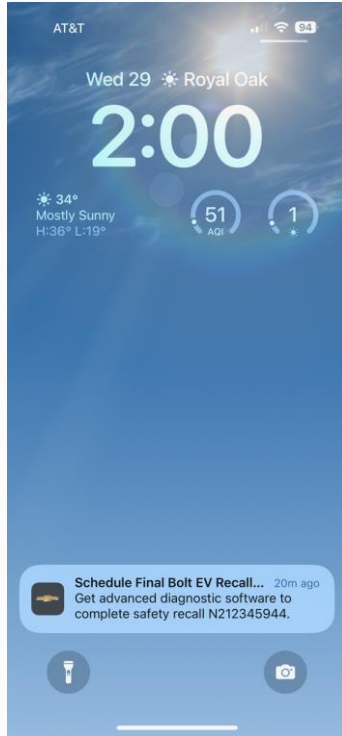 AT&T
94
Wed 29 Royal Oak
2:00
34°
Mostly Sunny
H:36° L:19°
51
AQI
1
Schedule Final Bolt EV Recall... 20m ago
Get advanced diagnostic software to
complete safety recall N212345944.